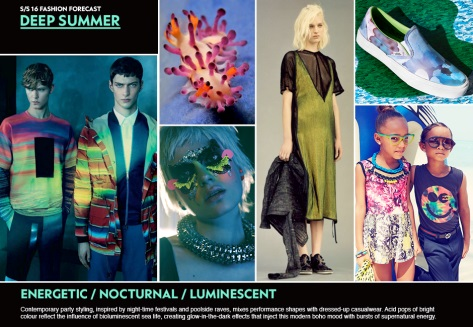 S/S 16 FASHION FORECAST
DEEP SUMMER
ENERGETIC / NOCTURNAL / LUMINESCENT
Contemporary party styling, inspired by night-time festivals and poolside raves, mixes performance shapes with dressed-up casualwear. Acid pops of bright
colour reflect the influence of bioluminescent sea life, creating glow-in-the-dark effects that inject this modern boho mood with bursts of supernatural energy.